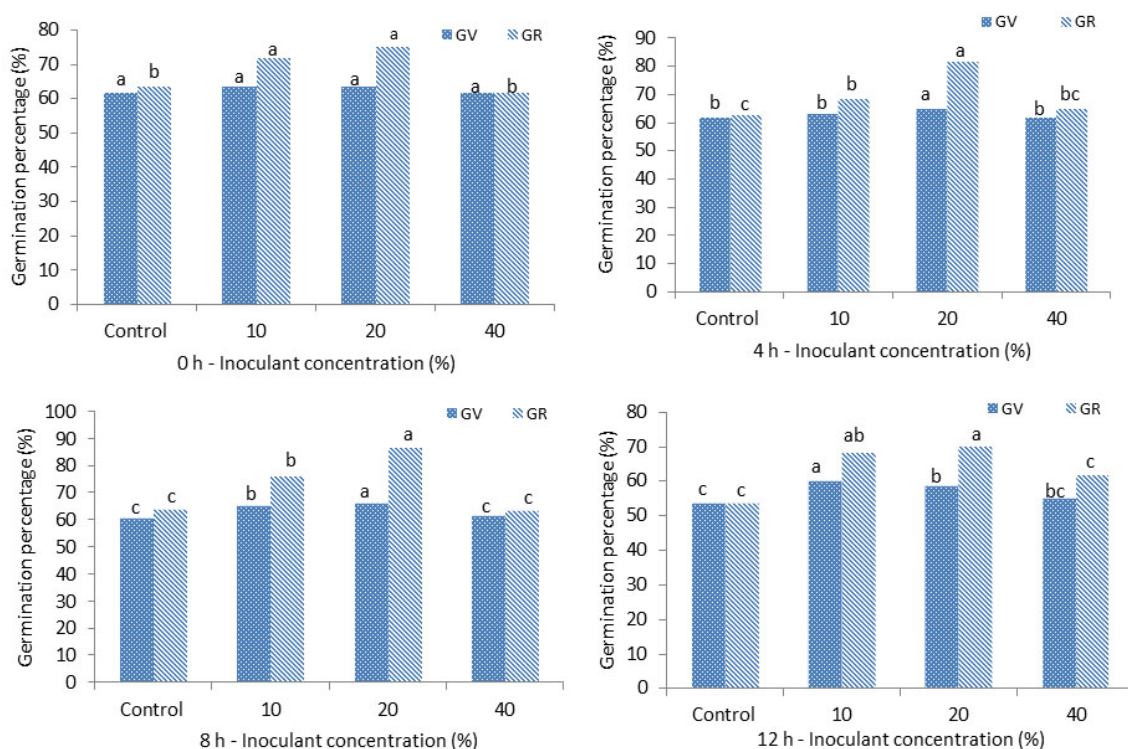 Germination percentage (%)
80
70
60
50
40
30
20
10
0
GV GR
a b a a a a a b
Control 10 20 40
0 h - Inoculant concentration (%)
Germination percentage (%)
90
80
70
60
50
40
30
20
10
0
GV GR
b c b b a a b bc
Control 10 20 40
4 h - Inoculant concentration (%)
Germination percentage (%)
100
90
80
70
60
50
40
30
20
10
0
GV GR
c c b b a a c c
Control 10 20 40
8 h - Inoculant concentration (%)
Germination percentage (%)
80
70
60
50
40
30
20
10
0
GV GR
c c a ab b a bc c
Control 10 20 40
12 h - Inoculant concentration (%)